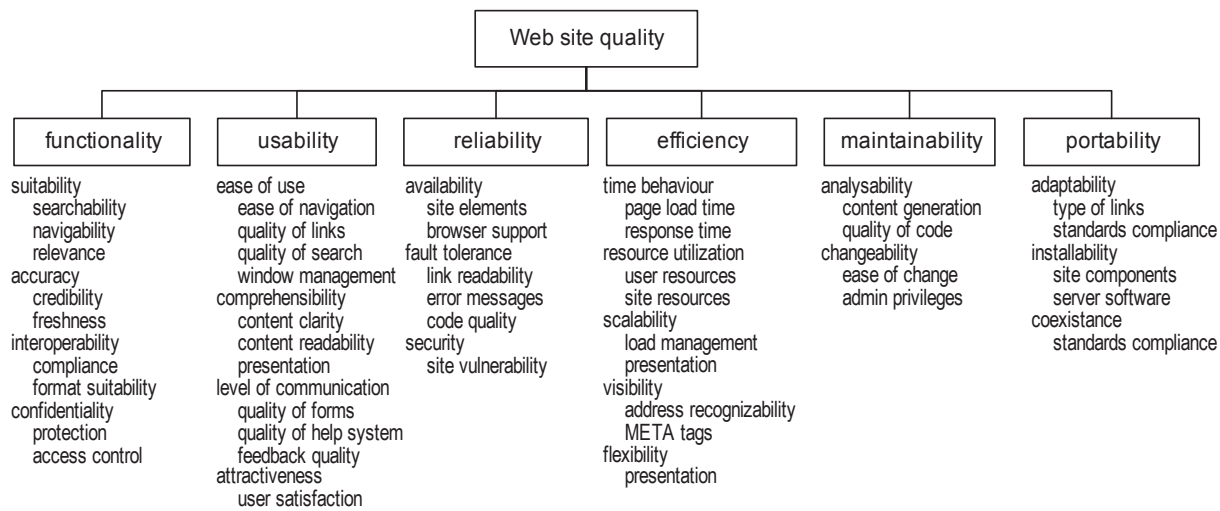 Web site quality
functionality
suitability
searchability
navigability
relevance
accuracy
credibility
freshness
interoperability
compliance
format suitability
confidentiality
protection
access control
usability
ease of use
ease of navigation
quality of links
quality of search
window management
comprehensibility
content clarity
content readability
presentation
level of communication
quality of forms
quality of help system
feedback quality
attractiveness
user satisfaction
reliability
availability
site elements
browser support
fault tolerance
link readability
error messages
code quality
security
site vulnerability
efficiency
time behaviour
page load time
response time
resource utilization
user resources
site resources
scalability
load management
presentation
visibility
address recognizability
META tags
flexibility
presentation
maintainability
analysability
content generation
quality of code
changeability
ease of change
admin privileges
portability
adaptability
type of links
standards compliance
installability
site components
server software
coexistance
standards compliance